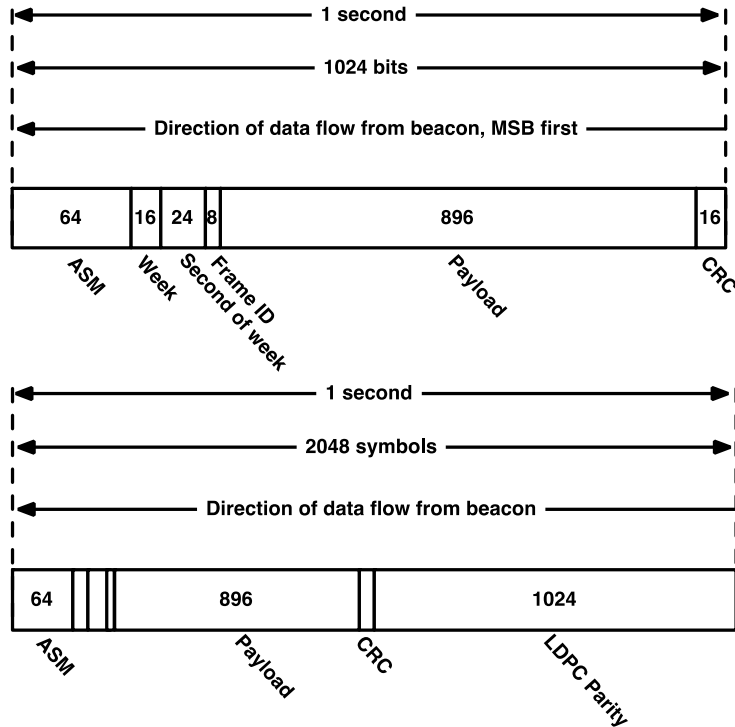 1 second
1024 bits
Direction of data flow from beacon, MSB first
64
16
24
8
896
16
ASM
Week
Second of week
Frame ID
Payload
CRC
1 second
2048 symbols
Direction of data flow from beacon
64
896
1024
ASM
Payload
CRC
LDPC Parity